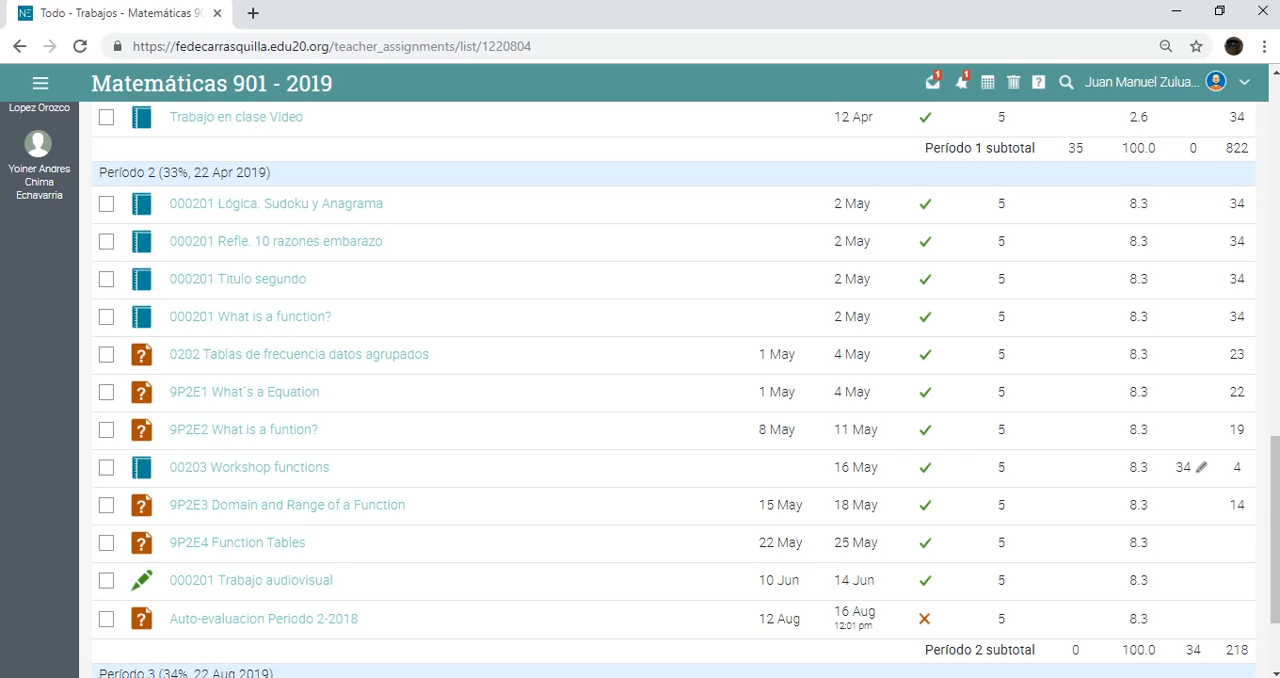 NE Todo - Trabajos - Matemáticas 90
https://fedecarrasquilla.edu20.org/teacher_assignments/list/1220804
Matemáticas 901 - 2019 1 1 ? Juan Manuel Zulua...
Lopez Orozco
Yoiner Andres
Chima
Echavarria
Trabajo en clase Video 12 Apr 5 2.6 34
Período 1 subtotal 35 100.0 0 822
Período 2 (33%, 22 Apr 2019)
000201 Lógica. Sudoku y Anagrama 2 May 5 8.3 34
000201 Refle. 10 razones embarazo 2 May 5 8.3 34
000201 Titulo segundo 2 May 5 8.3 34
000201 What is a function? 2 May 5 8.3 34
? 0202 Tablas de frecuencia datos agrupados 1 May 4 May 5 8.3 23
? 9P2E1 What`s a Equation 1 May 4 May 5 8.3 22
? 9P2E2 What is a funtion? 8 May 11 May 5 8.3 19
00203 Workshop functions 16 May 5 8.3 34 4
? 9P2E3 Domain and Range of a Function 15 May 18 May 5 8.3 14
? 9P2E4 Function Tables 22 May 25 May 5 8.3
000201 Trabajo audiovisual 10 Jun 14 Jun 5 8.3
? Auto-evaluacion Periodo 2-2018 12 Aug 16 Aug 5 8.3
12:01 pm
Período 2 subtotal 0 100.0 34 218
Período 3 (34%, 22 Aug 2019)